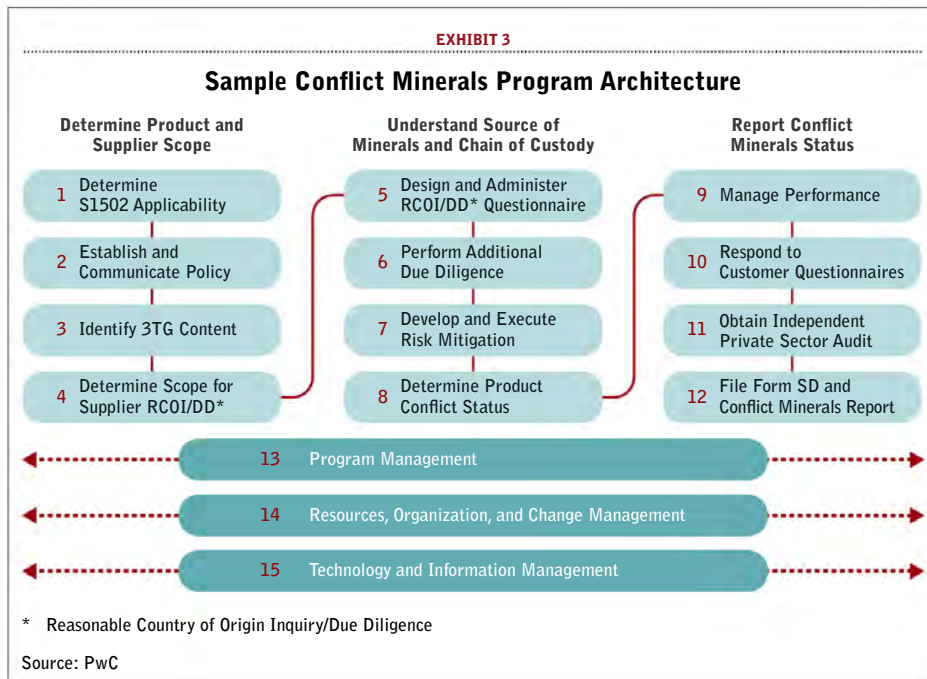 EXHIBIT 3
Sample Conflict Minerals Program Architecture
Determine Product and
Supplier Scope
1 Determine
S1502 Applicability
2 Establish and
Communicate Policy
3 Identify 3TG Content
4 Determine Scope for
Supplier RCOI/DD*
Understand Source of
Minerals and Chain of Custody
5 Design and Administer
RCOI/DD* Questionnaire
6 Perform Additional
Due Diligence
7 Develop and Execute
Risk Mitigation
8 Determine Product
Conflict Status
Report Conflict
Minerals Status
9 Manage Performance
10 Respond to
Customer Questionnaires
11 Obtain Independent
Private Sector Audit
12 File Form SD and
Conflict Minerals Report
13 Program Management
14 Resources, Organization, and Change Management
15 Technology and Information Management
* Reasonable Country of Origin Inquiry/Due Diligence
Source: PwC